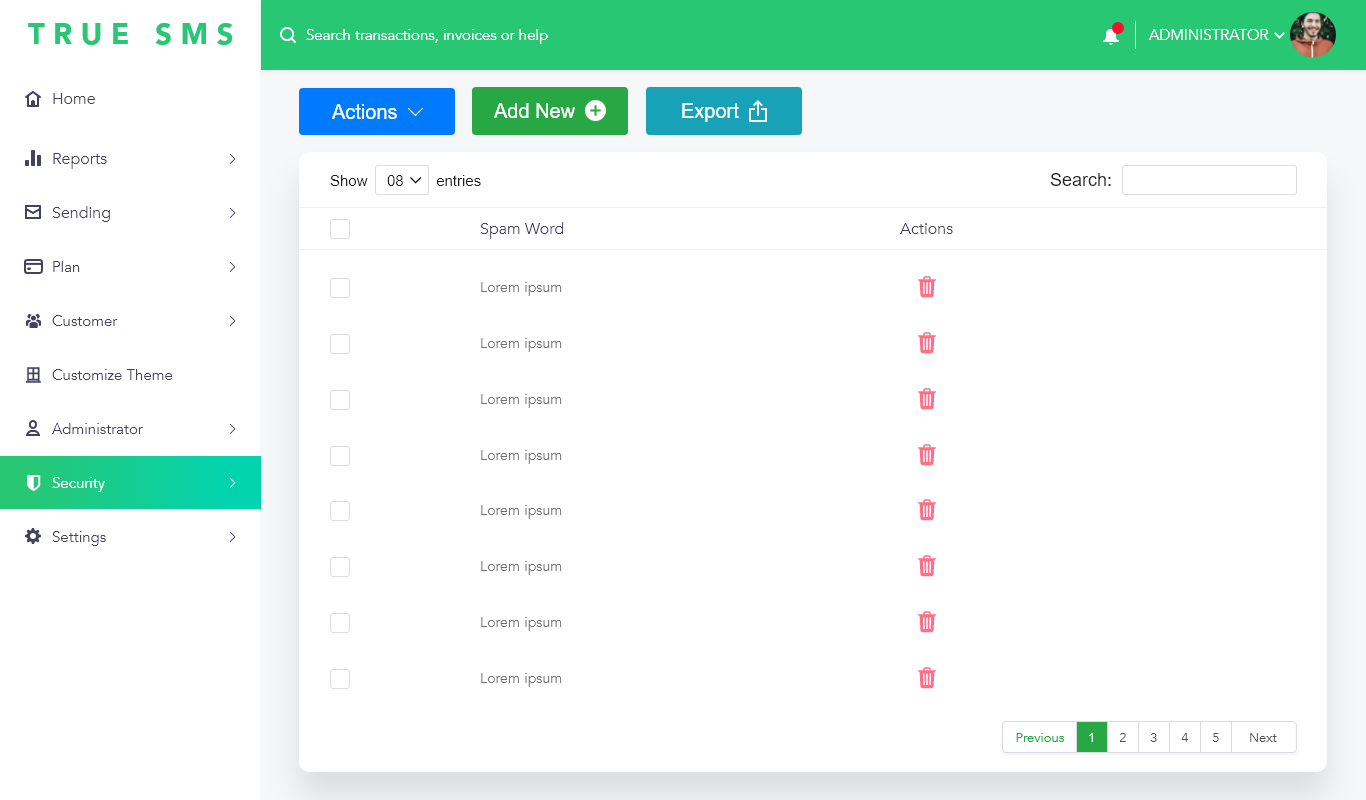 TRUE SMS
Search transactions, invoices or help
ADMINISTRATOR
Home
Reports
Sending
Plan
Customer
Customize Theme
Administrator
Security
Settings
Actions
Add New
Export
Show 08 entries
Search:
Spam Word Actions
Lorem ipsum
Lorem ipsum
Lorem ipsum
Lorem ipsum
Lorem ipsum
Lorem ipsum
Lorem ipsum
Lorem ipsum
Previous 1 2 3 4 5 Next